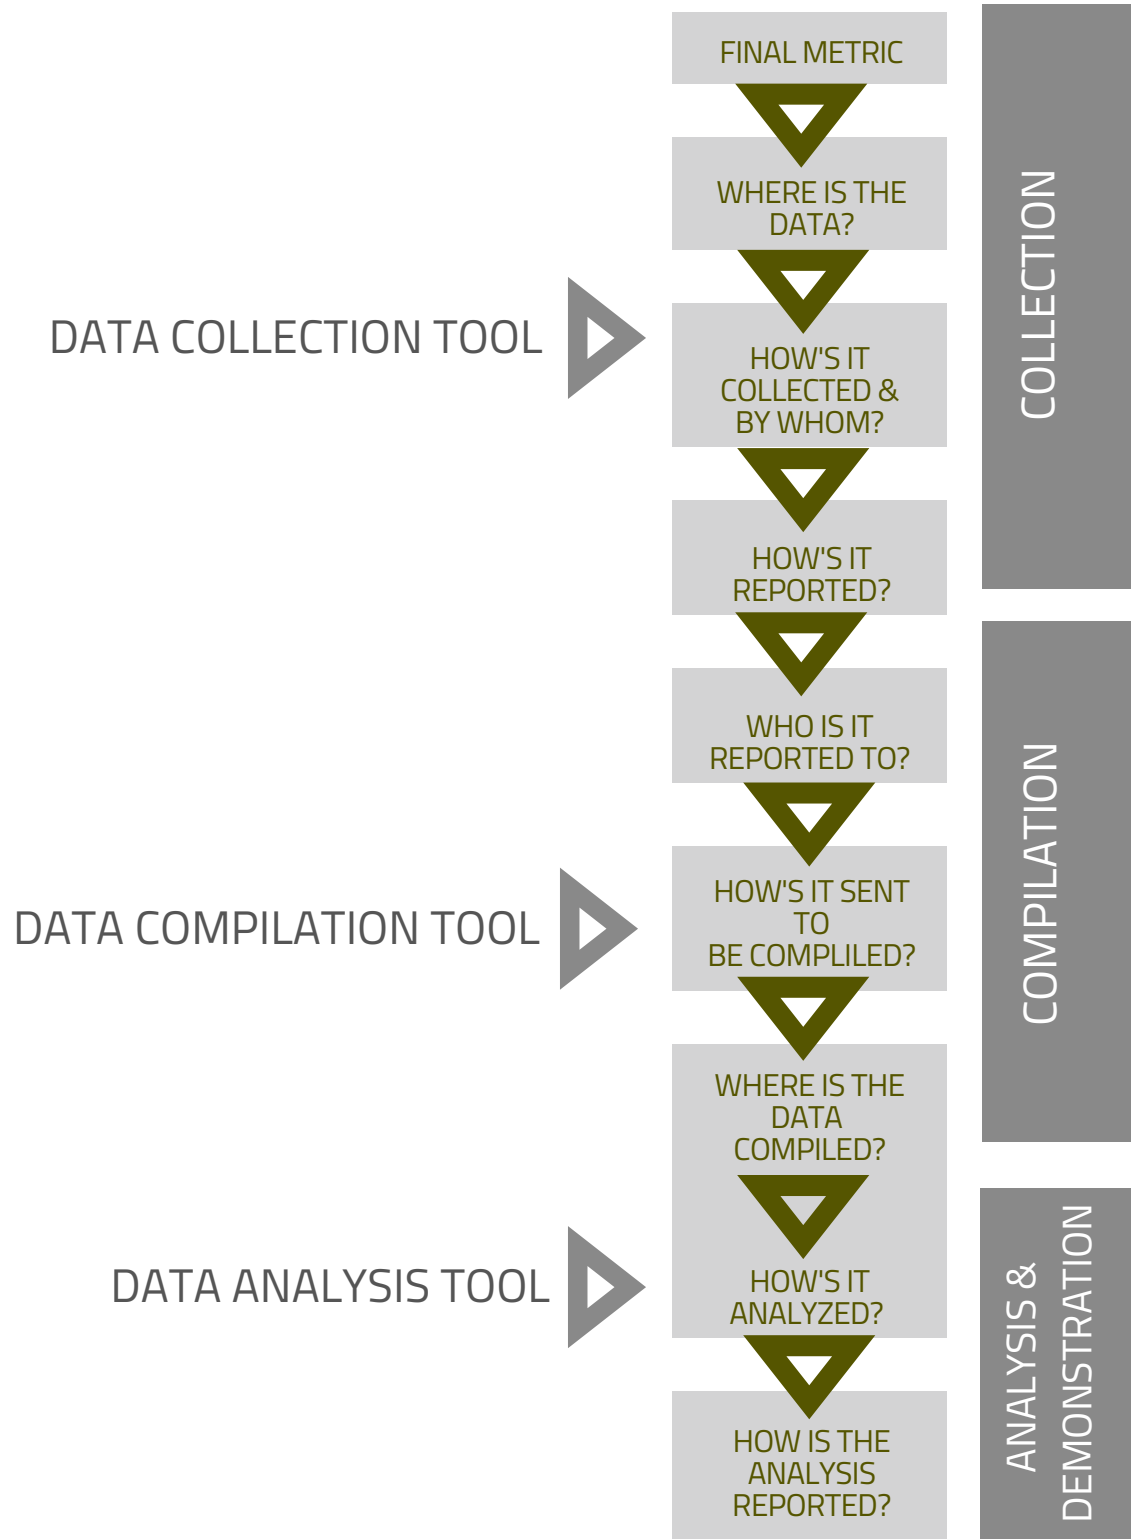 FINAL METRIC
WHERE IS THE
DATA?
DATA COLLECTION TOOL
HOW'S IT
COLLECTED &
BY WHOM?
HOW'S IT
REPORTED?
COLLECTION
WHO IS IT
REPORTED TO?
DATA COMPILATION TOOL
HOW'S IT SENT
TO
BE COMPLILED?
WHERE IS THE
DATA
COMPILED?
COMPILATION
DATA ANALYSIS TOOL
HOW'S IT
ANALYZED?
HOW IS THE
ANALYSIS
REPORTED?
ANALYSIS &
DEMONSTRATION